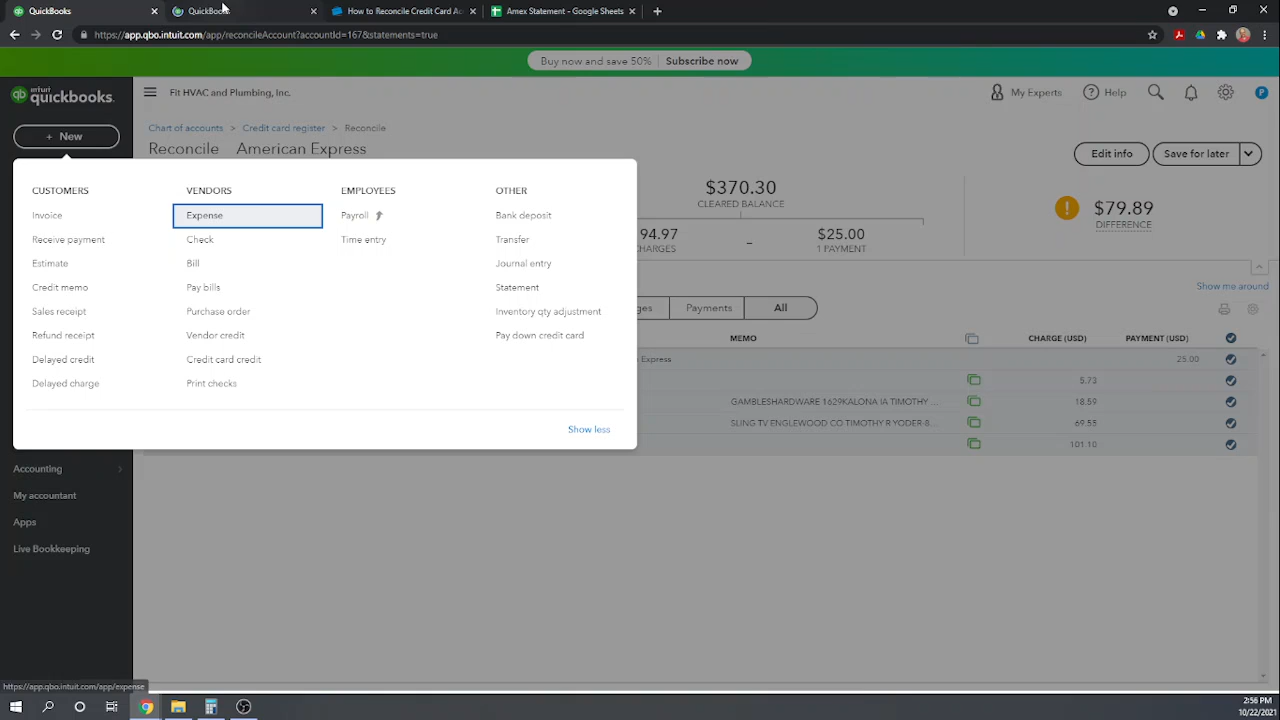 QuickBooks
QuickBooks
How to Reconcile Credit Card Ac
Amex Statement - Google Sheets
https://app.qbo.intuit.com/app/reconcileAccount?accountId=167&statements=true
Buy now and save 50%
Subscribe now
intuit
quickbooks.
Fit HVAC and Plumbing, Inc.
My Experts
Help
P
+ New
Chart of accounts > Credit card register > Reconcile
Reconcile American Express
Edit info
Save for later
CUSTOMERS
Invoice
Receive payment
Estimate
Credit memo
Sales receipt
Refund receipt
Delayed credit
Delayed charge
VENDORS
Expense
Check
Bill
Pay bills
Purchase order
Vendor credit
Credit card credit
Print checks
EMPLOYEES
Payroll
Time entry
OTHER
Bank deposit
Transfer
Journal entry
Statement
Inventory qty adjustment
Pay down credit card
Show less
$370.30
CLEARED BALANCE
94.97
HARGES
–
$25.00
1 PAYMENT
$79.89
DIFFERENCE
Show me around
ges
Payments
All
MEMO
CHARGE (USD)
PAYMENT (USD)
Express
25.00
5.73
GAMBLESHARDWARE 1629KALONA IA TIMOTHY ...
18.59
SLING TV ENGLEWOOD CO TIMOTHY R YODER-8...
69.55
101.10
Accounting
My accountant
Apps
Live Bookkeeping
https://app.qbo.intuit.com/app/expense
2:56 PM
10/22/2021